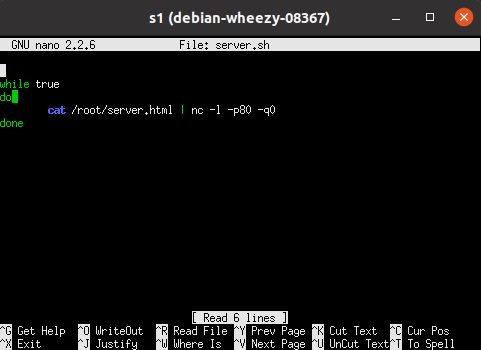 s1 (debian-wheezy-08367)
GNU nano 2.2.6 File: server.sh
while true
do
cat /root/server.html | nc -l -p80 -q0
done
[ Read 6 lines ]
^G Get Help ^O WriteOut ^R Read File ^Y Prev Page ^K Cut Text ^C Cur Pos
^X Exit ^J Justify ^W Where Is ^V Next Page ^U UnCut Text ^T To Spell